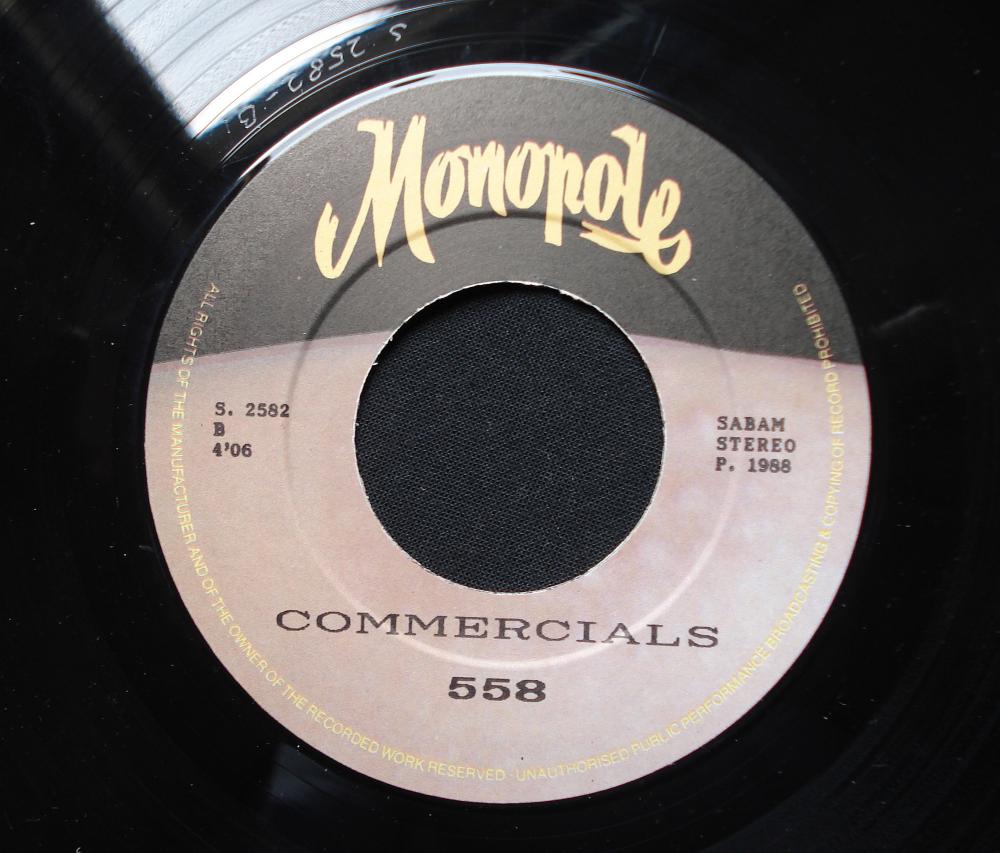 S 2582-B
Monopole
S. 2582
B
4'06
SABAM
STEREO
P. 1988
COMMERCIALS
558
ALL RIGHTS OF THE MANUFACTURER AND OF THE OWNER OF THE RECORDED WORK RESERVED - UNAUTHORISED PUBLIC PERFORMANCE BROADCASTING & COPYING OF RECORD PROHIBITED